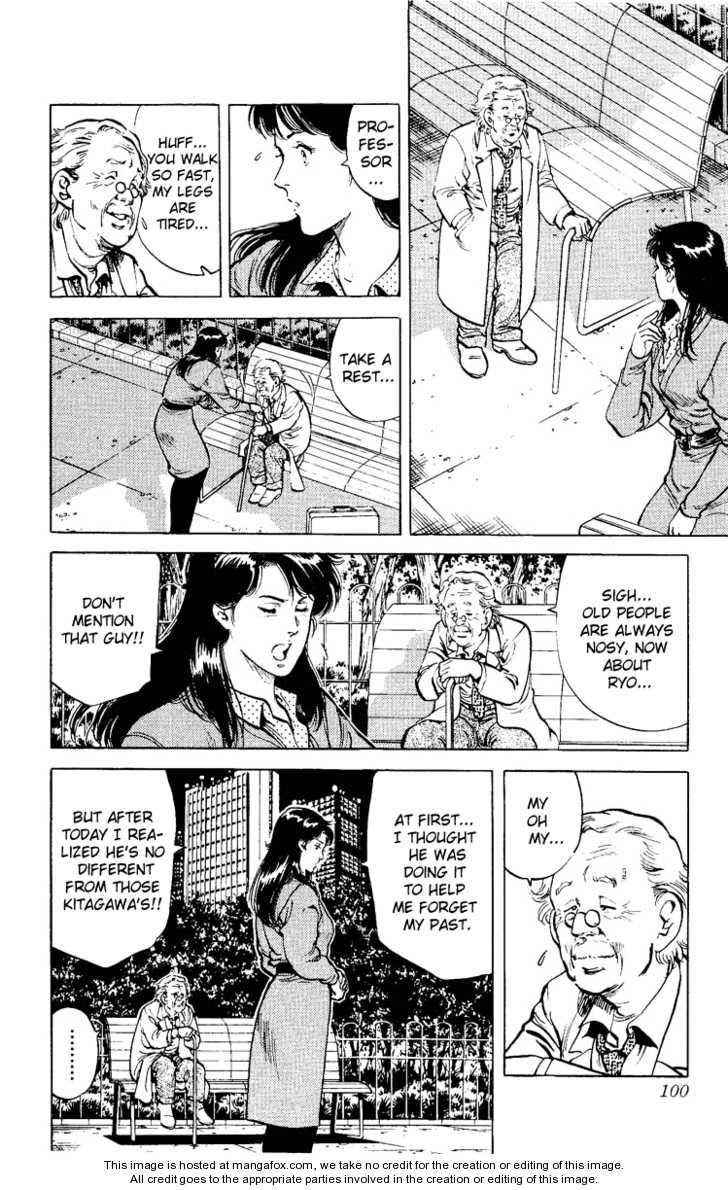 PRO-
FES-
SOR
...
HUFF...
YOU WALK
SO FAST,
MY LEGS
ARE
TIRED...
TAKE A
REST...
SIGH...
OLD PEOPLE
ARE ALWAYS
NOSY, NOW
ABOUT
RYO...
DON'T
MENTION
THAT GUY!!
MY
OH
MY...
AT FIRST...
I THOUGHT
HE WAS
DOING IT
TO HELP
ME FORGET
MY PAST.
BUT AFTER
TODAY I REA-
LIZED HE'S NO
DIFFERENT
FROM THOSE
KITAGAWA'S!!
........
100
This image is hosted at mangafox.com, we take no credit for the creation or editing of this image.
All credit goes to the appropriate parties involved in the creation or editing of this image.